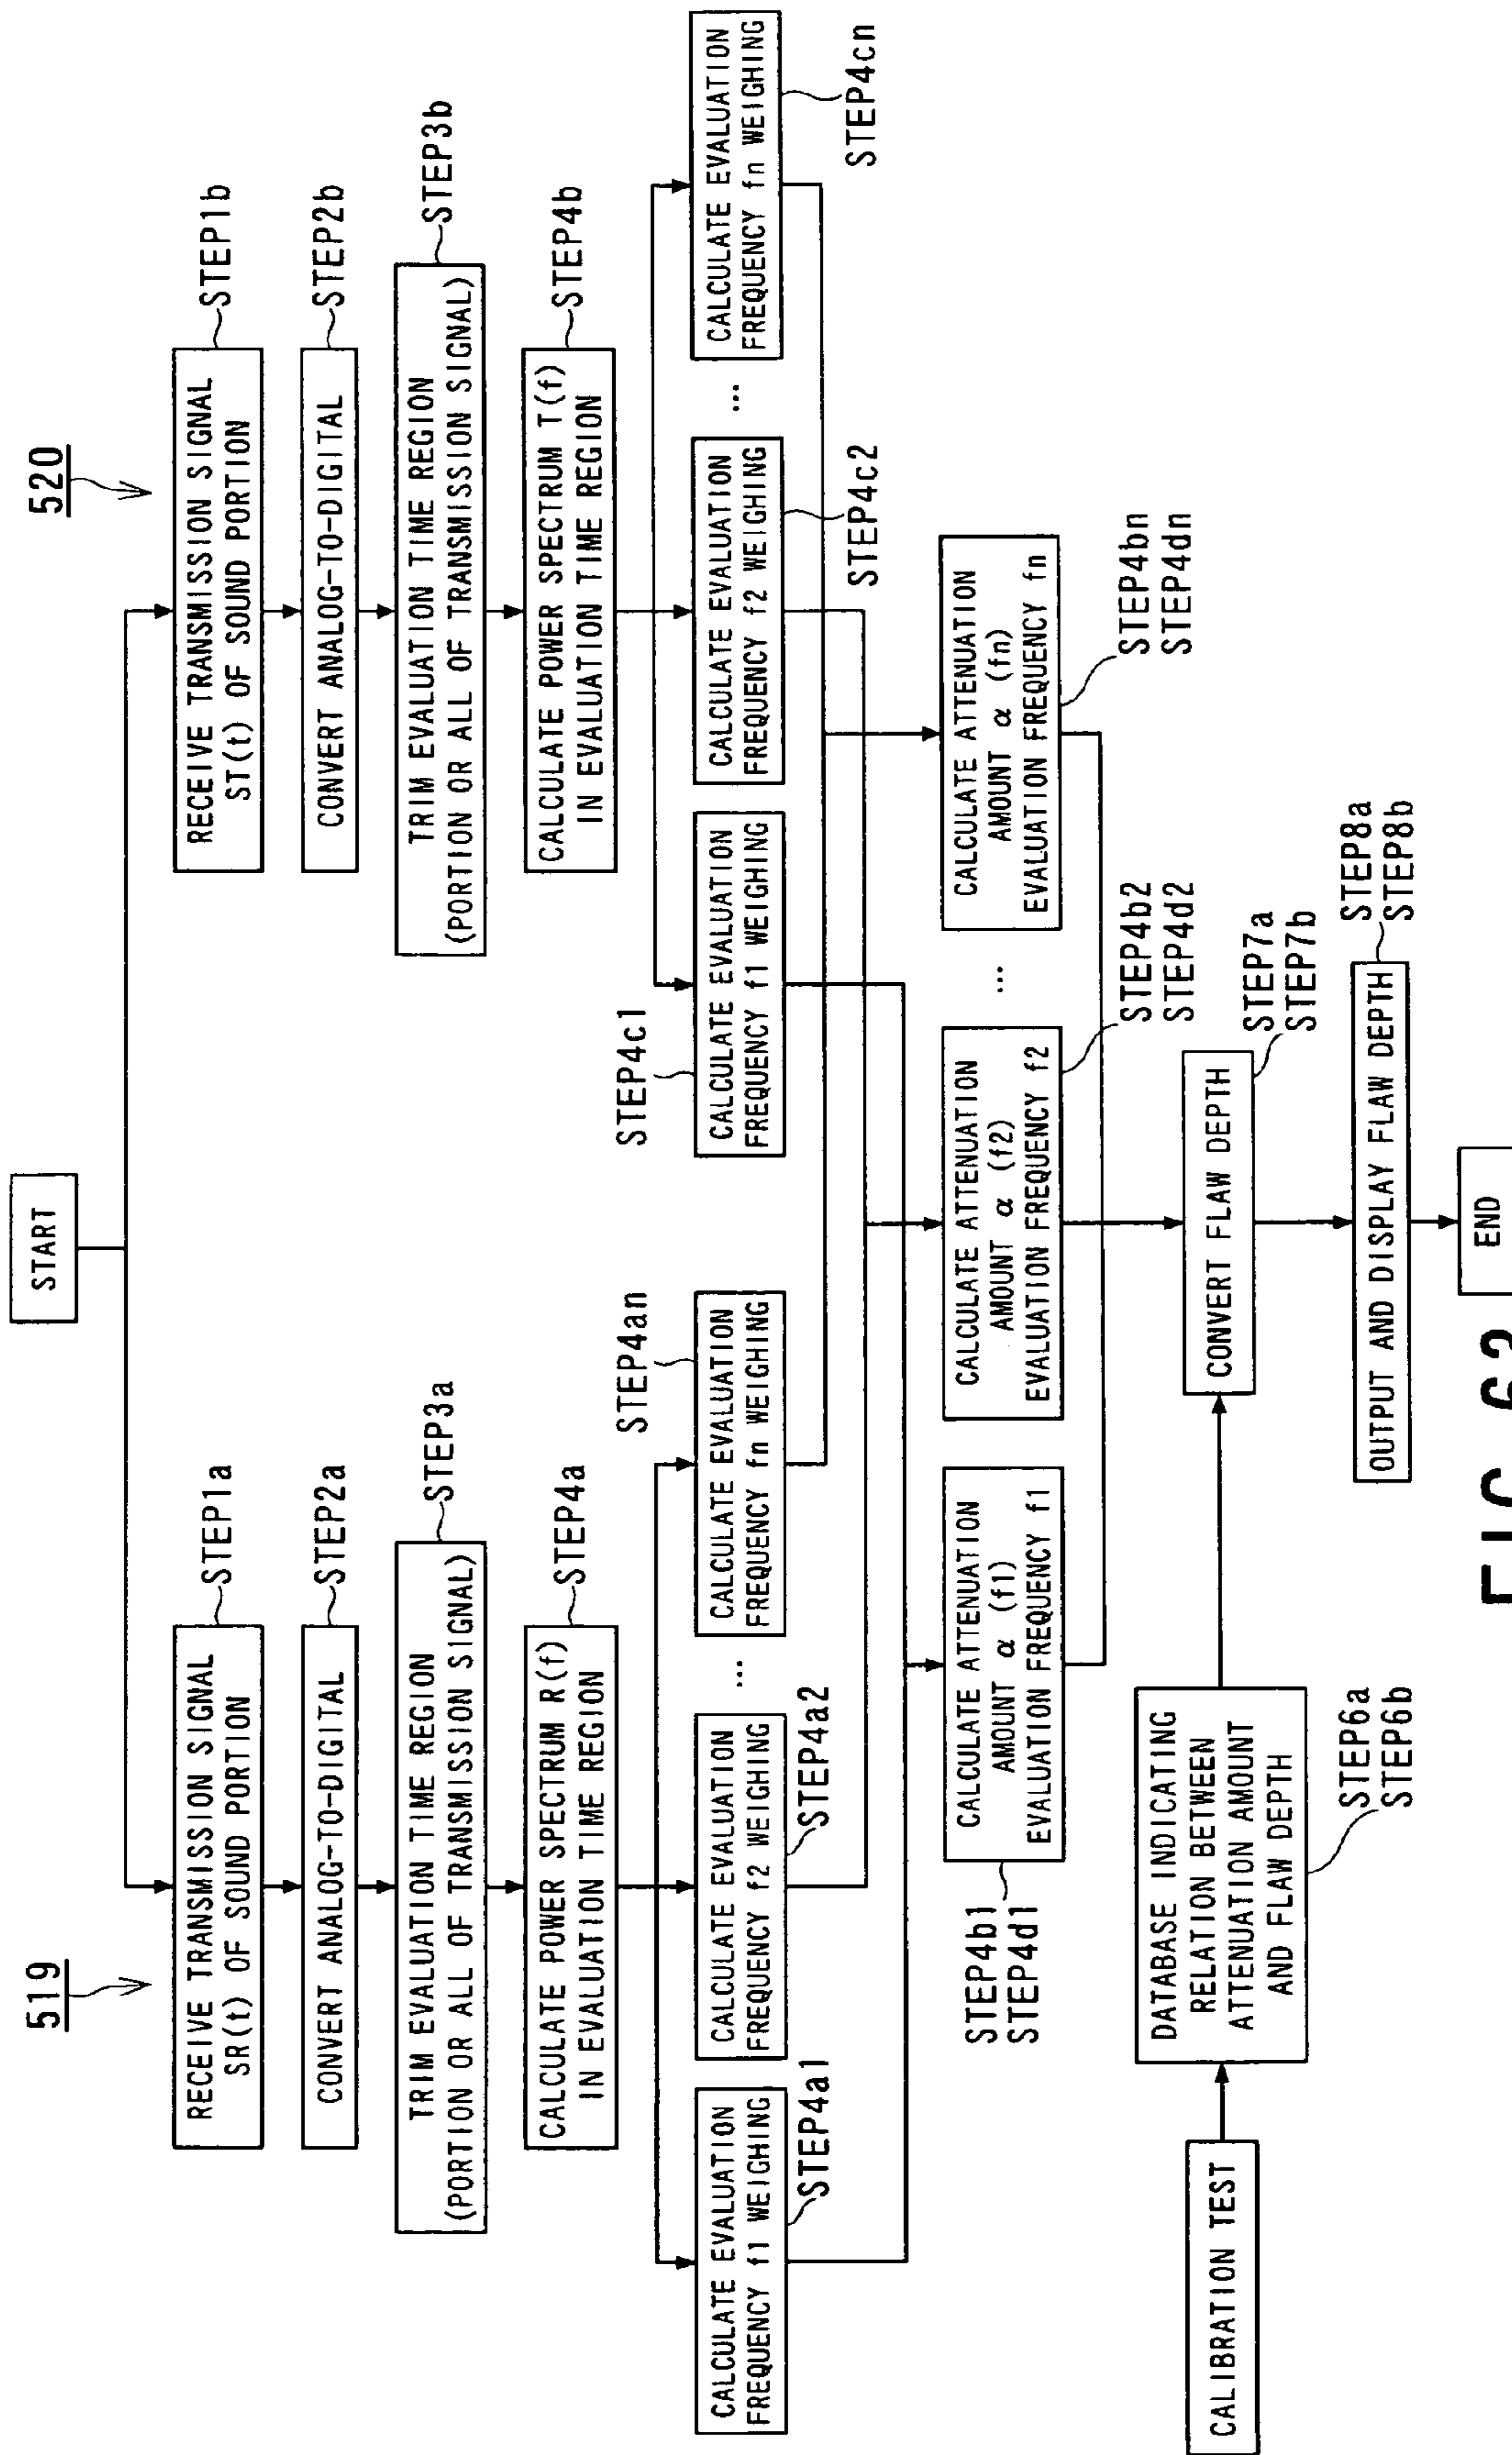 START
519
520
RECEIVE TRANSMISSION SIGNAL
SR(t) OF SOUND PORTION
STEP1a
RECEIVE TRANSMISSION SIGNAL
ST(t) OF SOUND PORTION
STEP1b
CONVERT ANALOG-TO-DIGITAL
STEP2a
CONVERT ANALOG-TO-DIGITAL
STEP2b
TRIM EVALUATION TIME REGION
(PORTION OR ALL OF TRANSMISSION SIGNAL)
STEP3a
TRIM EVALUATION TIME REGION
(PORTION OR ALL OF TRANSMISSION SIGNAL)
STEP3b
CALCULATE POWER SPECTRUM R(f)
IN EVALUATION TIME REGION
STEP4a
CALCULATE POWER SPECTRUM T(f)
IN EVALUATION TIME REGION
STEP4b
CALCULATE EVALUATION
FREQUENCY f1 WEIGHING
STEP4a1
CALCULATE EVALUATION
FREQUENCY f2 WEIGHING
STEP4a2
...
CALCULATE EVALUATION
FREQUENCY fn WEIGHING
STEP4an
CALCULATE EVALUATION
FREQUENCY f1 WEIGHING
STEP4c1
CALCULATE EVALUATION
FREQUENCY f2 WEIGHING
STEP4c2
...
CALCULATE EVALUATION
FREQUENCY fn WEIGHING
STEP4cn
CALCULATE ATTENUATION
AMOUNT α (f1)
EVALUATION FREQUENCY f1
STEP4b1
STEP4d1
CALCULATE ATTENUATION
AMOUNT α (f2)
EVALUATION FREQUENCY f2
STEP4b2
STEP4d2
...
CALCULATE ATTENUATION
AMOUNT α (fn)
EVALUATION FREQUENCY fn
STEP4bn
STEP4dn
CALIBRATION TEST
DATABASE INDICATING
RELATION BETWEEN
ATTENUATION AMOUNT
AND FLAW DEPTH
STEP6a
STEP6b
CONVERT FLAW DEPTH
STEP7a
STEP7b
OUTPUT AND DISPLAY FLAW DEPTH
STEP8a
STEP8b
END